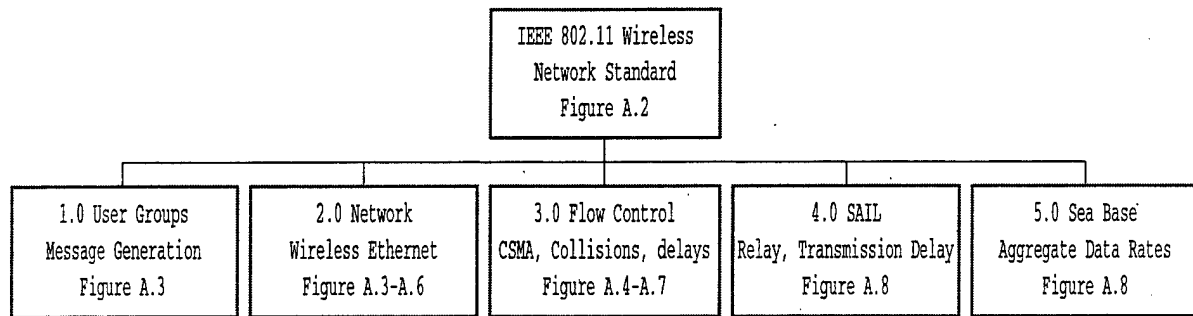 IEEE 802.11 Wireless
Network Standard
Figure A.2
1.0 User Groups
Message Generation
Figure A.3
2.0 Network
Wireless Ethernet
Figure A.3-A.6
3.0 Flow Control
CSMA, Collisions, delays
Figure A.4-A.7
4.0 SAIL
Relay, Transmission Delay
Figure A.8
5.0 Sea Base
Aggregate Data Rates
Figure A.8